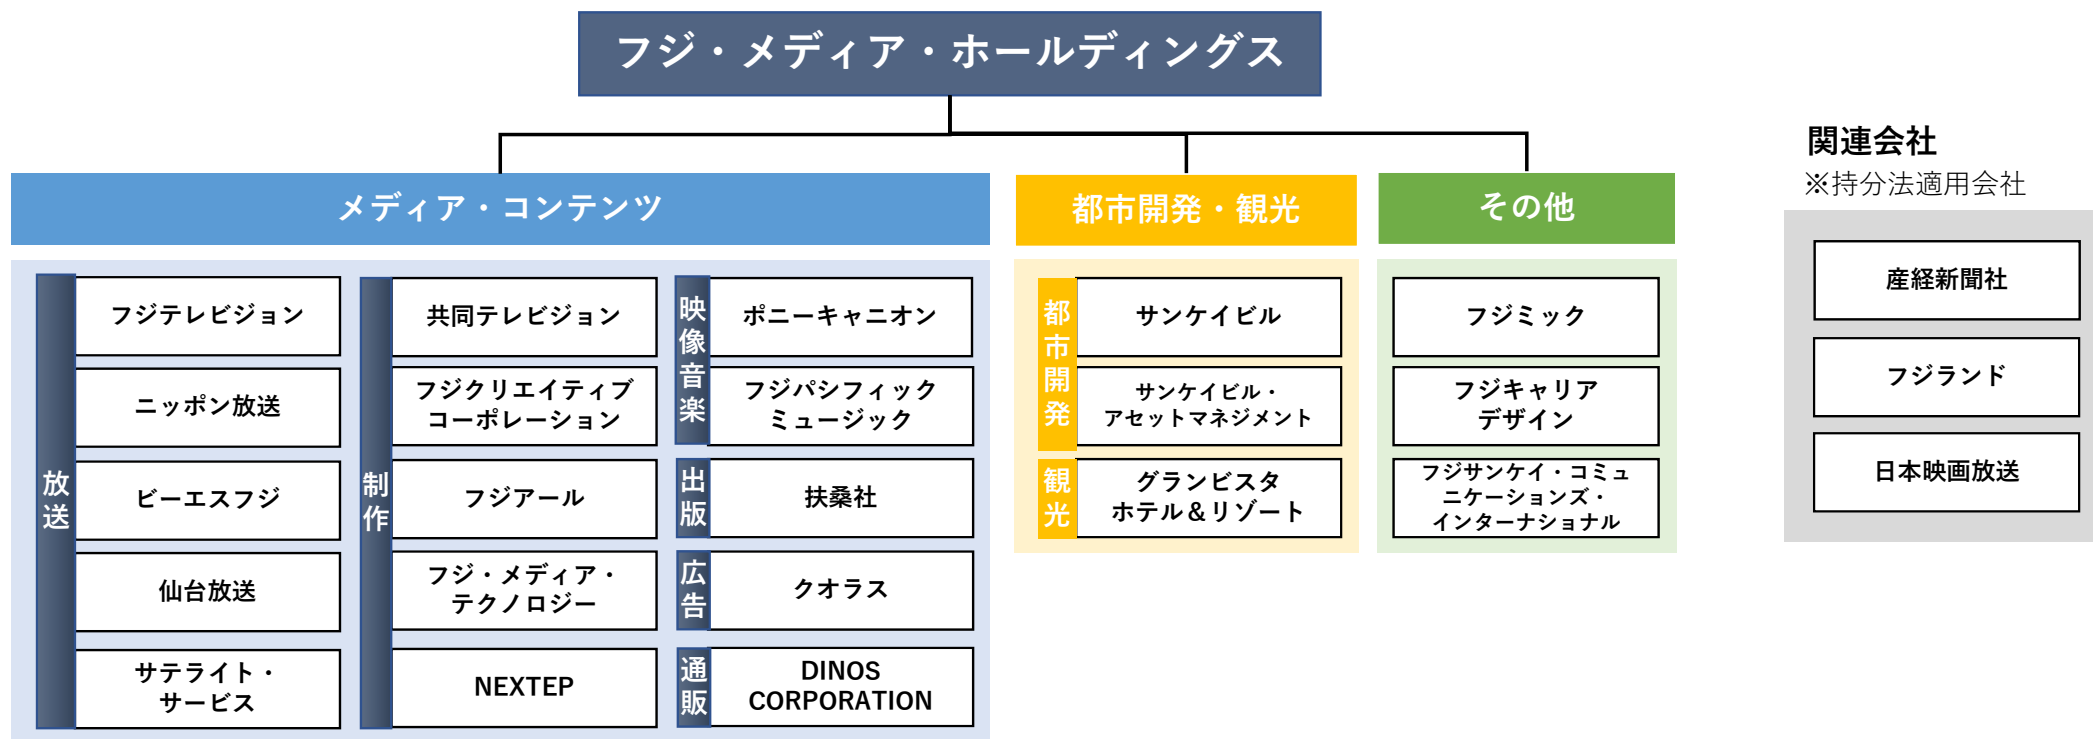 フジ・メディア・ホールディングス
メディア・コンテンツ
放送
フジテレビジョン
ニッポン放送
ビーエスフジ
仙台放送
サテライト・
サービス
制作
共同テレビジョン
フジクリエイティブ
コーポレーション
フジアール
フジ・メディア・
テクノロジー
NEXTEP
映像音楽
ポニーキャニオン
フジパシフィック
ミュージック
出版
扶桑社
広告
クオラス
通販
DINOS
CORPORATION
都市開発・観光
都市開発
サンケイビル
サンケイビル・
アセットマネジメント
観光
グランビスタ
ホテル＆リゾート
その他
フジミック
フジキャリア
デザイン
フジサンケイ・コミュ
ニケーションズ・
インターナショナル
関連会社
※持分法適用会社
産経新聞社
フジランド
日本映画放送